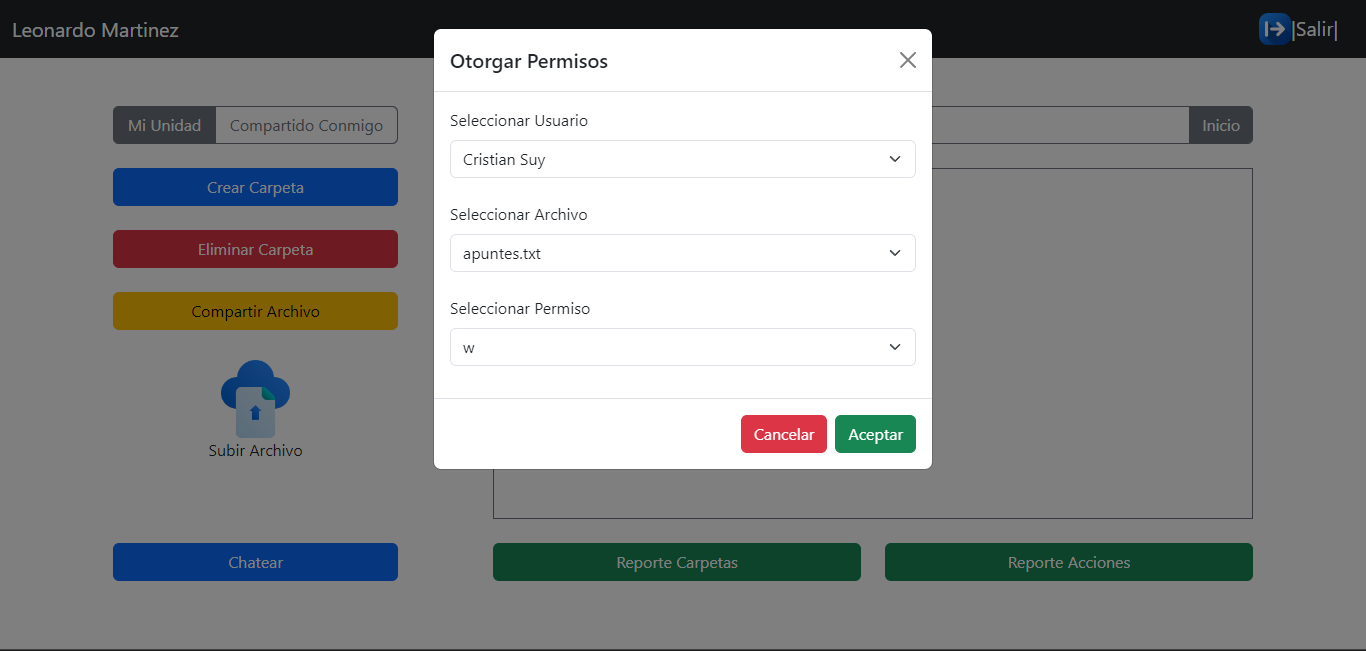 Leonardo Martinez
|Salir|
Otorgar Permisos
Seleccionar Usuario
Cristian Suy
Seleccionar Archivo
apuntes.txt
Seleccionar Permiso
w
Cancelar Aceptar
Mi Unidad Compartido Conmigo
Inicio
Crear Carpeta
Eliminar Carpeta
Compartir Archivo
Subir Archivo
Chatear
Reporte Carpetas
Reporte Acciones